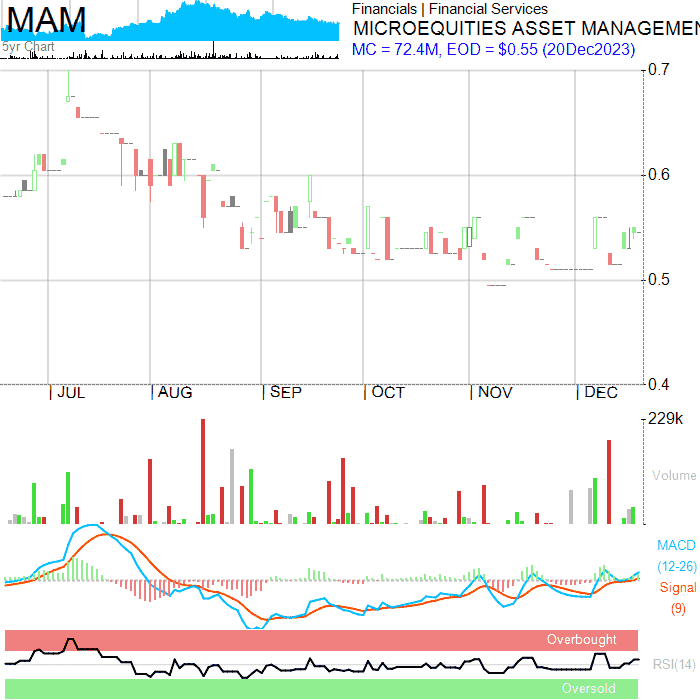 MAM
5yr Chart
Financials | Financial Services
MICROEQUITIES ASSET MANAGEMEN
MC = 72.4M, EOD = $0.55 (20Dec2023)
0.7
0.6
0.5
0.4
| JUL | AUG | SEP | OCT | NOV | DEC
229k
Volume
MACD
(12-26)
Signal
(9)
Overbought
RSI(14)
Oversold